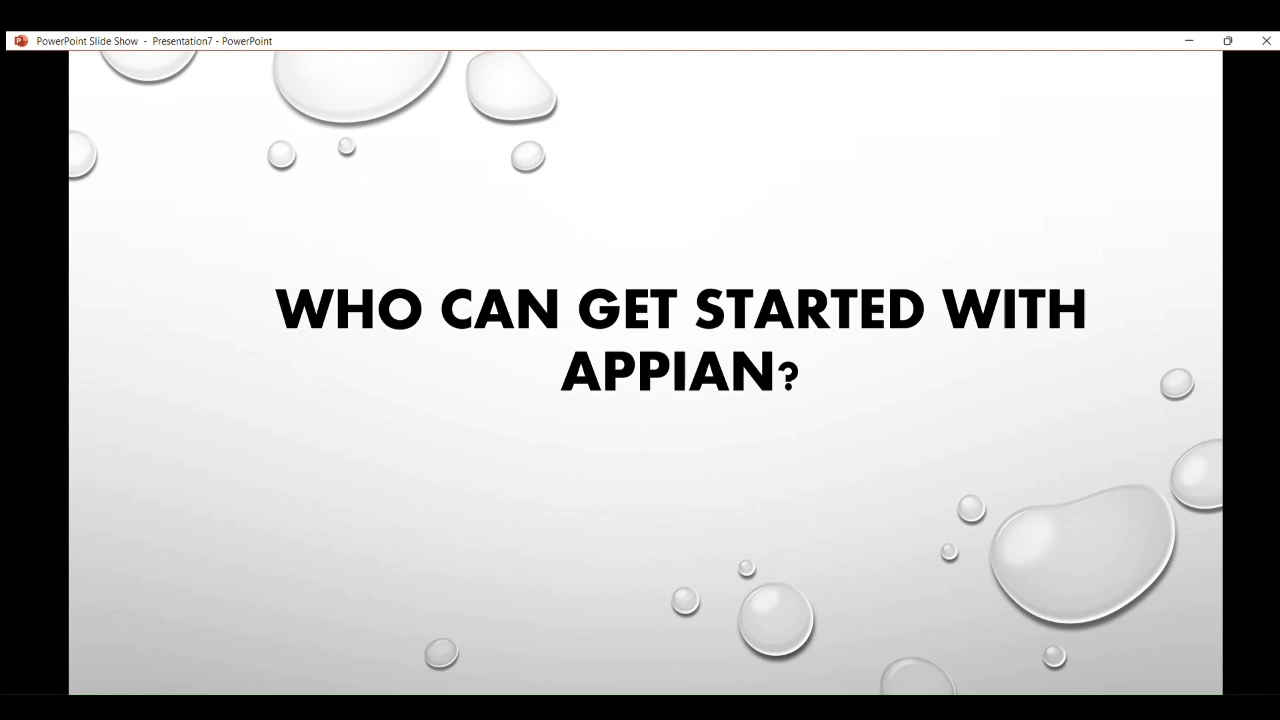 PowerPoint Slide Show - Presentation7 - PowerPoint
WHO CAN GET STARTED WITH
APPIAN?